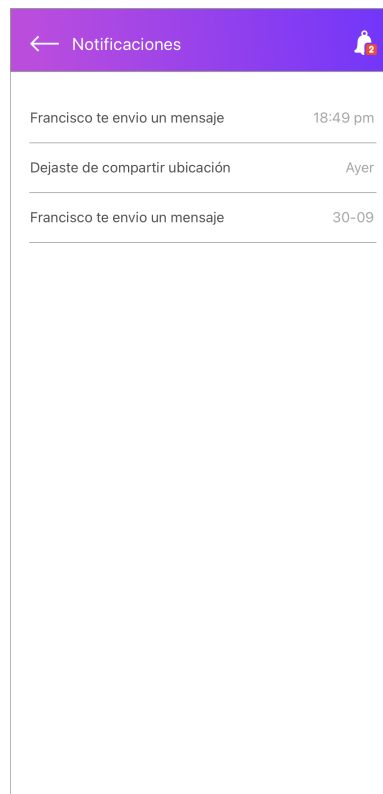 Notificaciones
2
Francisco te envio un mensaje 18:49 pm
Dejaste de compartir ubicación Ayer
Francisco te envio un mensaje 30-09